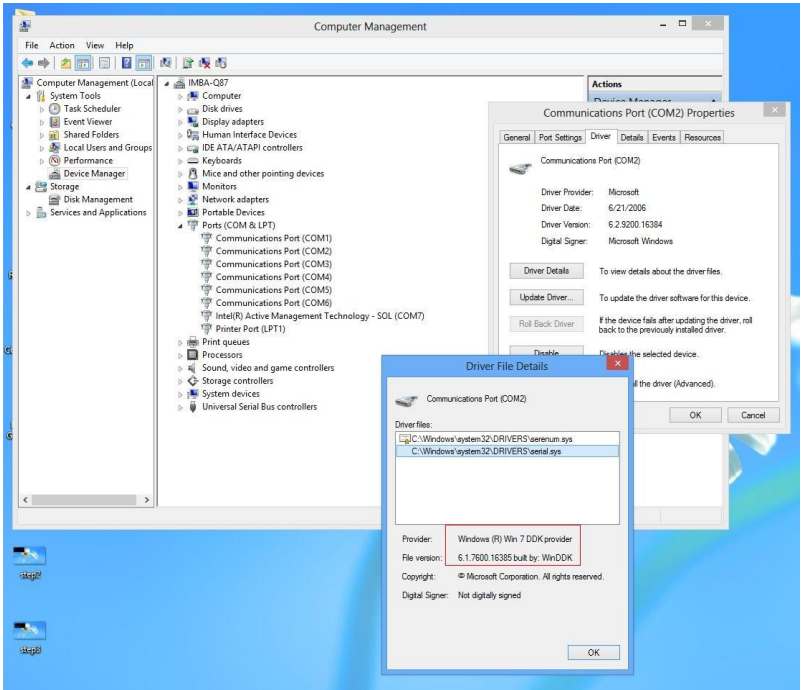 Computer Management
File Action View Help
Computer Management (Local
System Tools
Task Scheduler
Event Viewer
Shared Folders
Local Users and Groups
Performance
Device Manager
Storage
Disk Management
Services and Applications
IMBA-Q87
Computer
Disk drives
Display adapters
Human Interface Devices
IDE ATA/ATAPI controllers
Keyboards
Mice and other pointing devices
Monitors
Network adapters
Portable Devices
Ports (COM & LPT)
Communications Port (COM1)
Communications Port (COM2)
Communications Port (COM3)
Communications Port (COM4)
Communications Port (COM5)
Communications Port (COM6)
Intel(R) Active Management Technology - SOL (COM7)
Printer Port (LPT1)
Print queues
Processors
Sound, video and game controllers
Storage controllers
System devices
Universal Serial Bus controllers
Actions
Device Manager
Communications Port (COM2) Properties
General Port Settings Driver Details Events Resources
Communications Port (COM2)
Driver Provider: Microsoft
Driver Date: 6/21/2006
Driver Version: 6.2.9200.16384
Digital Signer: Microsoft Windows
Driver Details To view details about the driver files.
Update Driver... To update the driver software for this device.
Roll Back Driver If the device fails after updating the driver, roll
back to the previously installed driver.
Disable Disables the selected device.
ll the driver (Advanced).
OK Cancel
Driver File Details
Communications Port (COM2)
Driver files:
C:\Windows\system32\DRIVERS\serenum.sys
C:\Windows\system32\DRIVERS\serial.sys
Provider: Windows (R) Win 7 DDK provider
File version: 6.1.7600.16385 built by: WinDDK
Copyright: © Microsoft Corporation. All rights reserved.
Digital Signer: Not digitally signed
OK
step2
step3